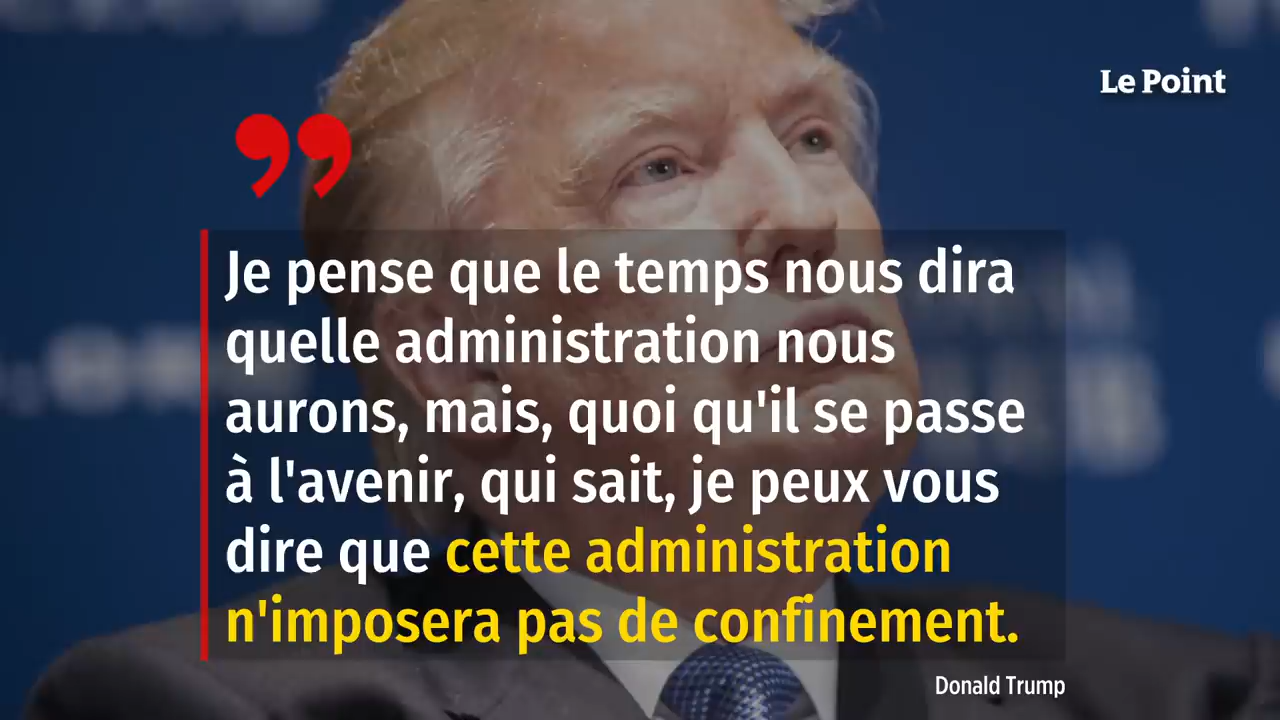 Le Point
”
Je pense que le temps nous dira
quelle administration nous
aurons, mais, quoi qu'il se passe
à l'avenir, qui sait, je peux vous
dire que cette administration
n'imposera pas de confinement.
Donald Trump